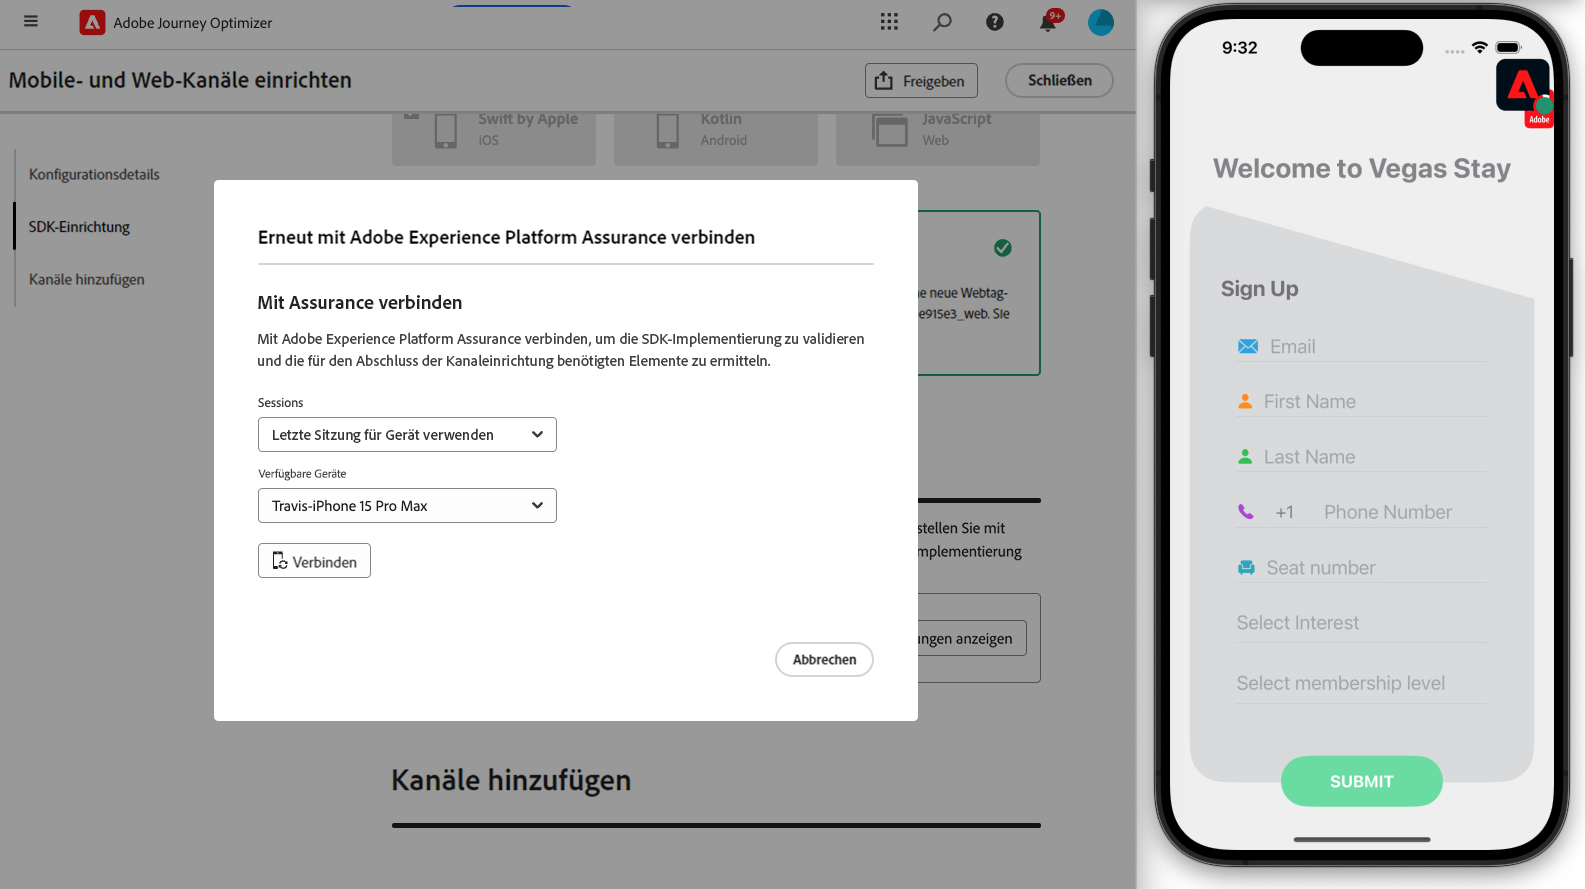 Adobe Journey Optimizer
9+
Mobile- und Web-Kanäle einrichten
Freigeben
Schließen
Swift by Apple
iOS
Kotlin
Android
JavaScript
Web
Konfigurationsdetails
SDK-Einrichtung
Kanäle hinzufügen
Erneut mit Adobe Experience Platform Assurance verbinden
Mit Assurance verbinden
Mit Adobe Experience Platform Assurance verbinden, um die SDK-Implementierung zu validieren
und die für den Abschluss der Kanaleinrichtung benötigten Elemente zu ermitteln.
Sessions
Letzte Sitzung für Gerät verwenden
Verfügbare Geräte
Travis-iPhone 15 Pro Max
Verbinden
Abbrechen
ne neue Webtag-
e915e3_web. Sie
stellen Sie mit
mplementierung
ungen anzeigen
Kanäle hinzufügen
9:32
Adobe
Welcome to Vegas Stay
Sign Up
Email
First Name
Last Name
+1 Phone Number
Seat number
Select Interest
Select membership level
SUBMIT